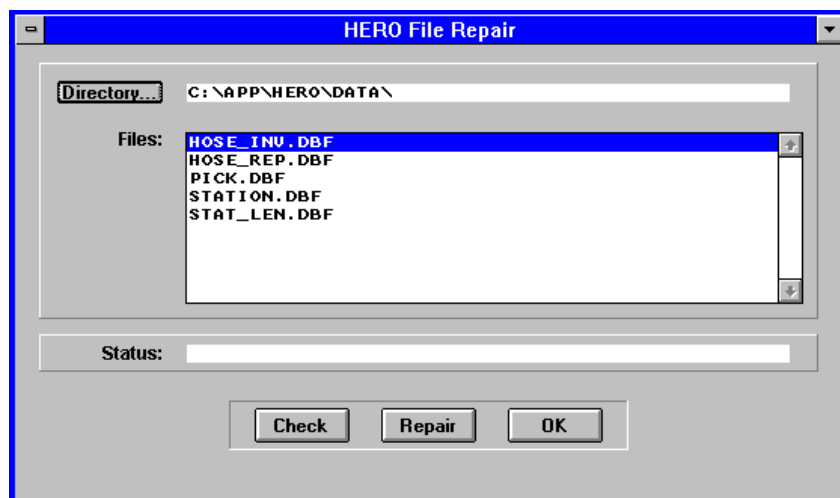 HERO File Repair
Directory... C:\APP\HERO\DATA\
Files:
HOSE_INV.DBF
HOSE_REP.DBF
PICK.DBF
STATION.DBF
STAT_LEN.DBF
Status:
Check Repair OK